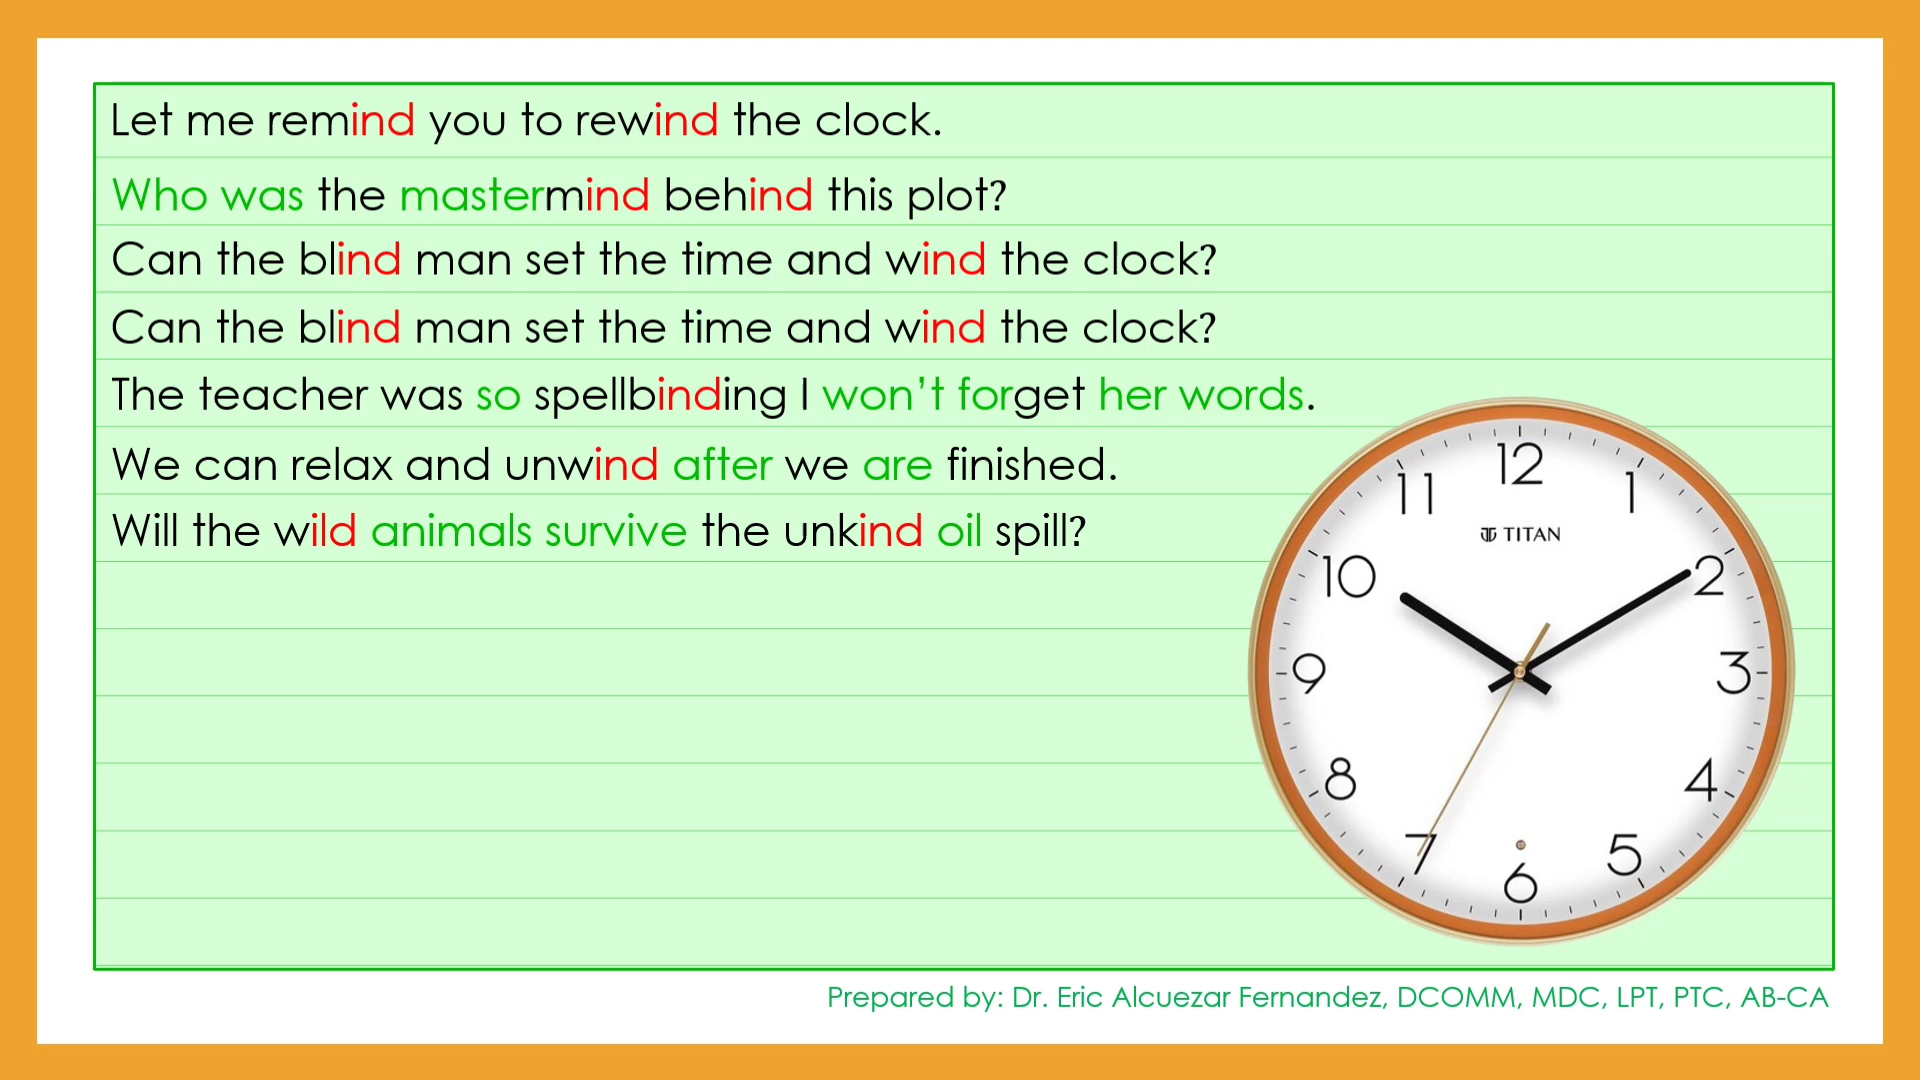 Let me remind you to rewind the clock.
Who was the mastermind behind this plot?
Can the blind man set the time and wind the clock?
Can the blind man set the time and wind the clock?
The teacher was so spellbinding I won't forget her words.
We can relax and unwind after we are finished.
Will the wild animals survive the unkind oil spill?
12
11
1
TITAN
10
2
9
3
8
4
7
5
6
Prepared by: Dr. Eric Alcuezar Fernandez, DCOMM, MDC, LPT, PTC, AB-CA